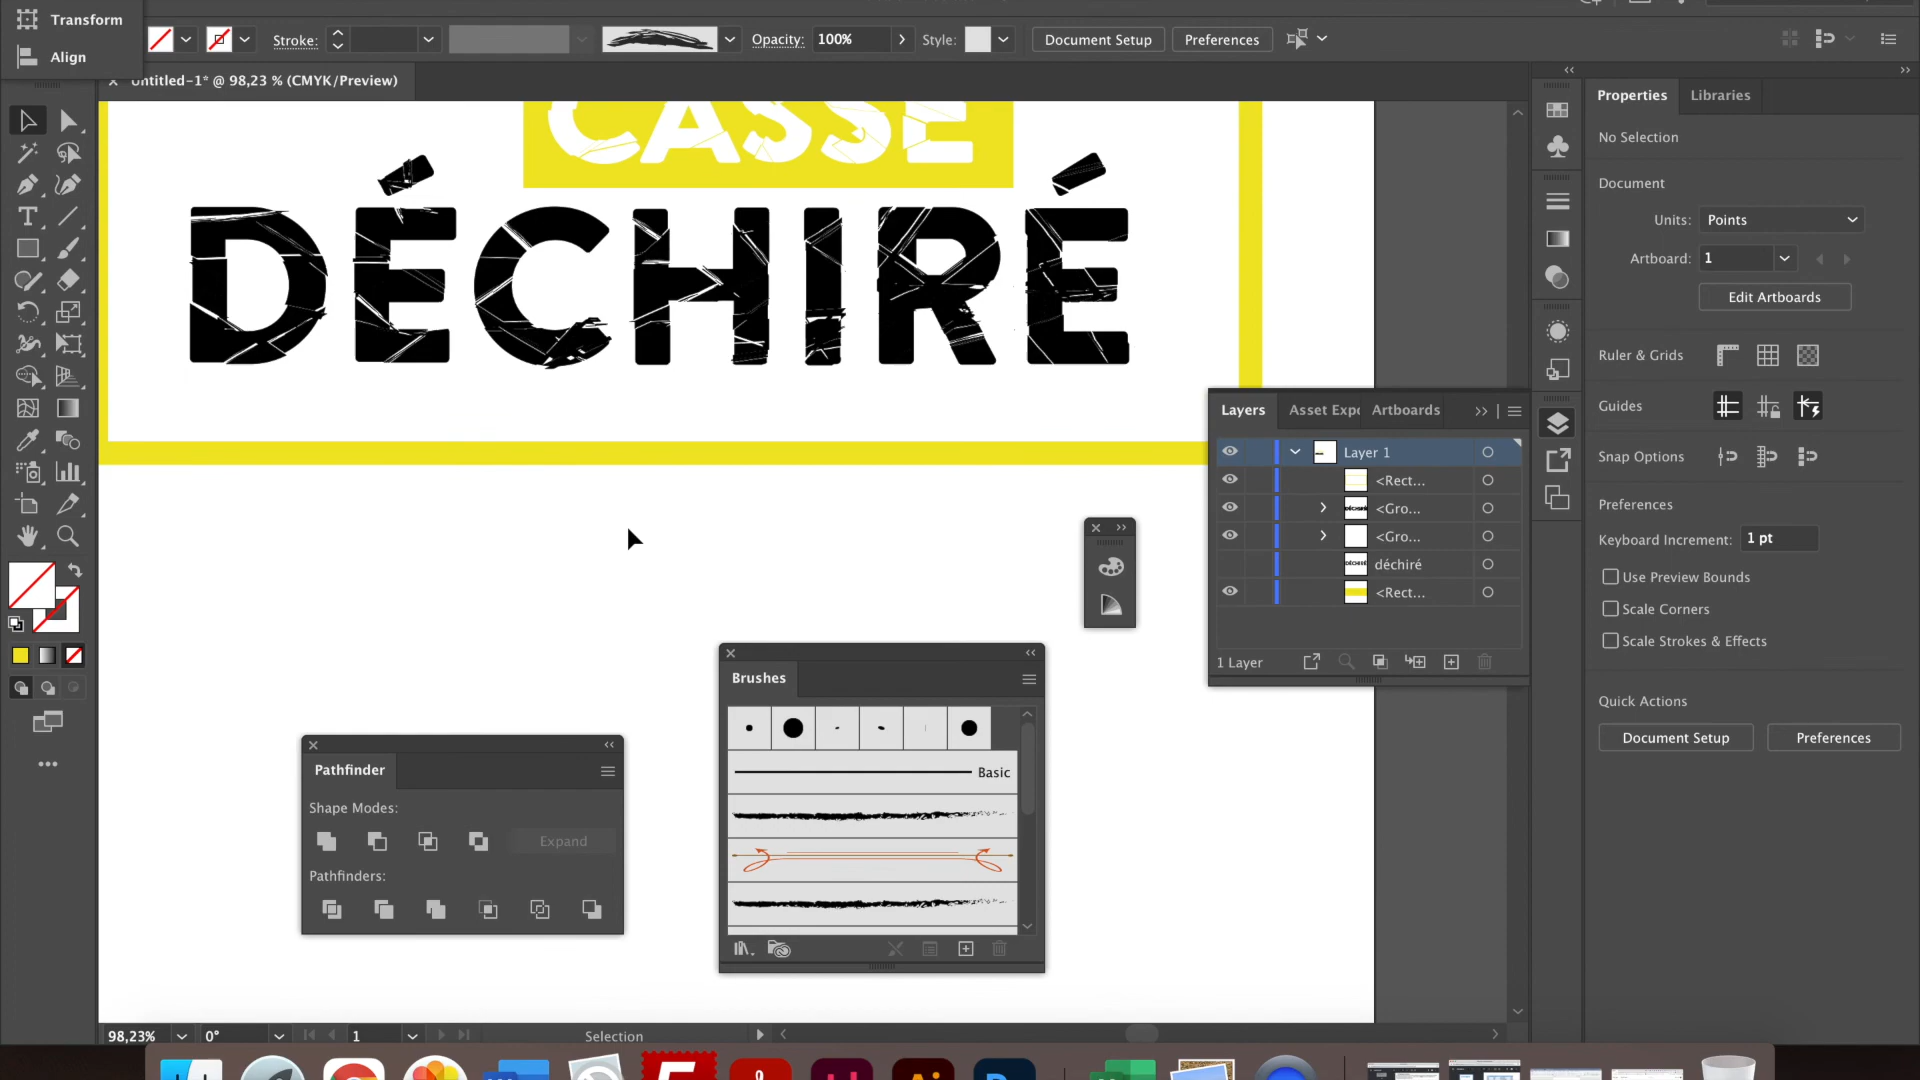 Transform
Stroke:
Opacity:
100%
Style:
Document Setup
Preferences
Align
Untitled-1* @ 98,23 % (CMYK/Preview)
CASSÉ
DÉCHIRÉ
Properties
Libraries
No Selection
Document
Units:
Points
Artboard:
1
Edit Artboards
Ruler & Grids
Guides
Snap Options
Preferences
Keyboard Increment:
1 pt
Use Preview Bounds
Scale Corners
Scale Strokes & Effects
Quick Actions
Document Setup
Preferences
Layers
Asset Expo
Artboards
Layer 1
<Rect...
<Gro...
<Gro...
déchiré
<Rect...
1 Layer
Brushes
Basic
Pathfinder
Shape Modes:
Expand
Pathfinders:
98,23%
0°
1
Selection